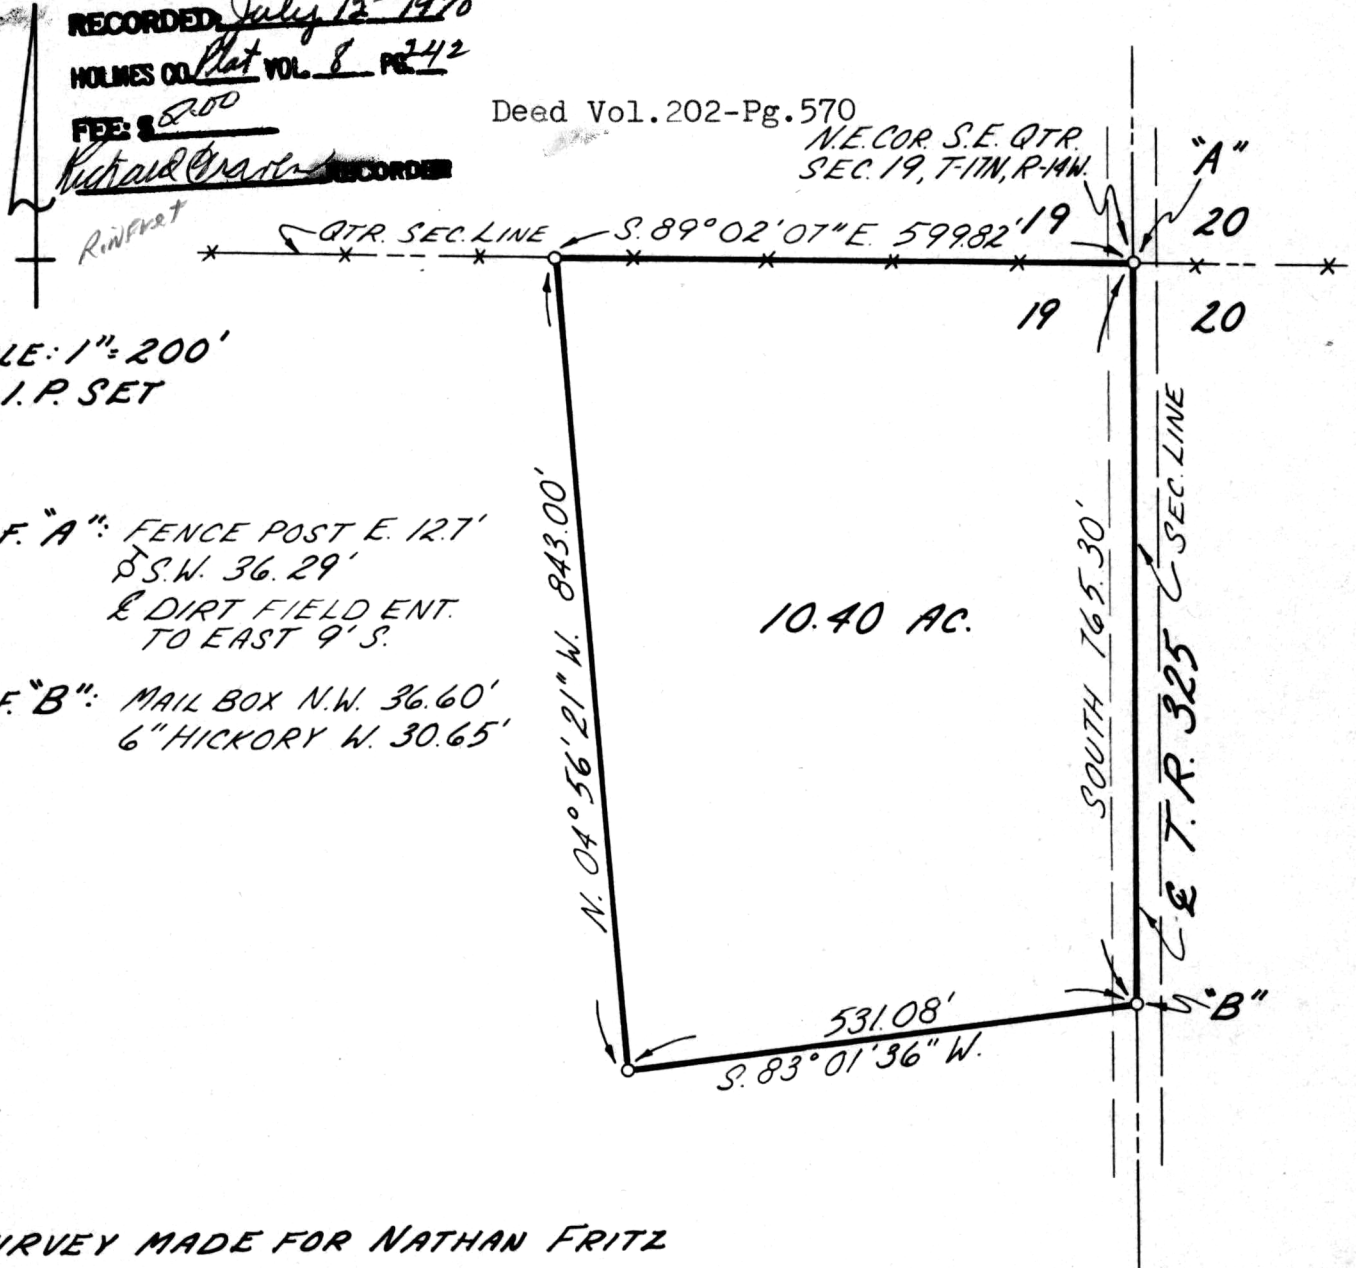 RECORDED: July 12 1970
HOLMES CO. Plat VOL. 8 PG. 242
FEE: $
Richard Graven RECORDER
Deed Vol.202-Pg.570
N.E. COR. S.E. QTR.
SEC. 19, T-17N, R-14W.
"A"
QTR. SEC. LINE
S. 89° 02' 07" E. 599.82'
19
20
19
20
LE: 1"= 200'
I.P. SET
F. "A": FENCE POST E. 12.7'
S.W. 36.29'
℄ DIRT FIELD ENT.
TO EAST 9' S.
F. "B": MAIL BOX N.W. 36.60'
6" HICKORY W. 30.65'
N. 04° 56' 21" W. 843.00'
10.40 AC.
SOUTH 765.30'
SEC. LINE
℄ T.R. 325
531.08'
S. 83° 01' 36" W.
"B"
URVEY MADE FOR NATHAN FRITZ